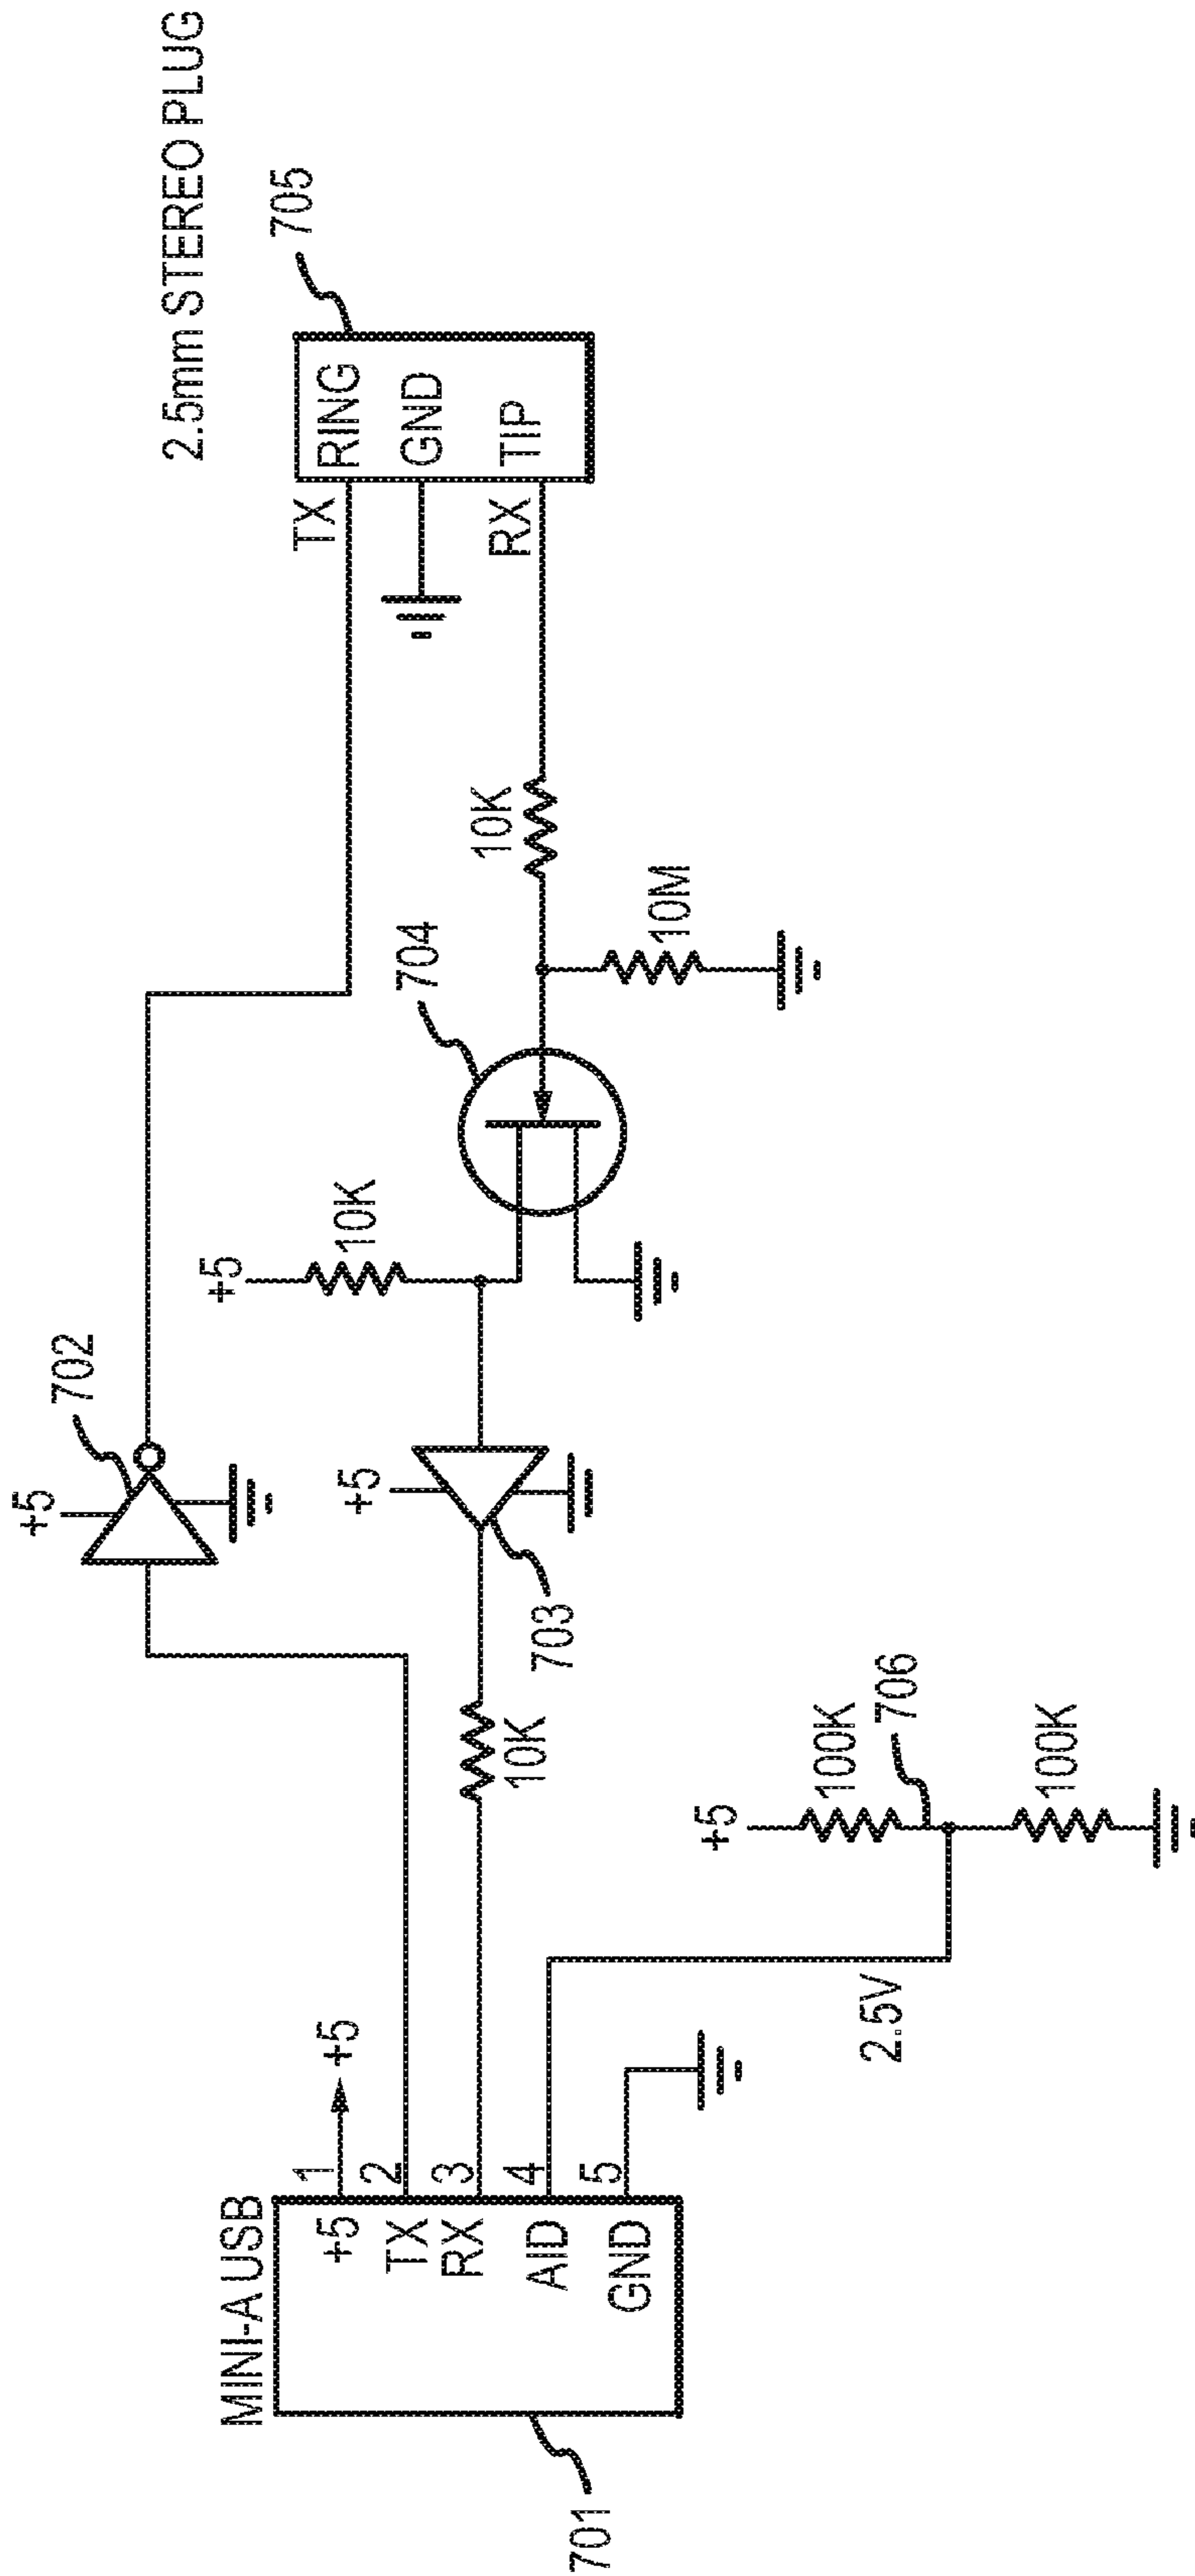 2.5mm STEREO PLUG
705
TX
RING
GND
RX
TIP
10K
10M
704
+5
10K
702
+5
+5
703
10K
MINI-A USB
+5
1
+5
TX
2
RX
3
AID
4
GND
5
701
2.5V
+5
100K
706
100K